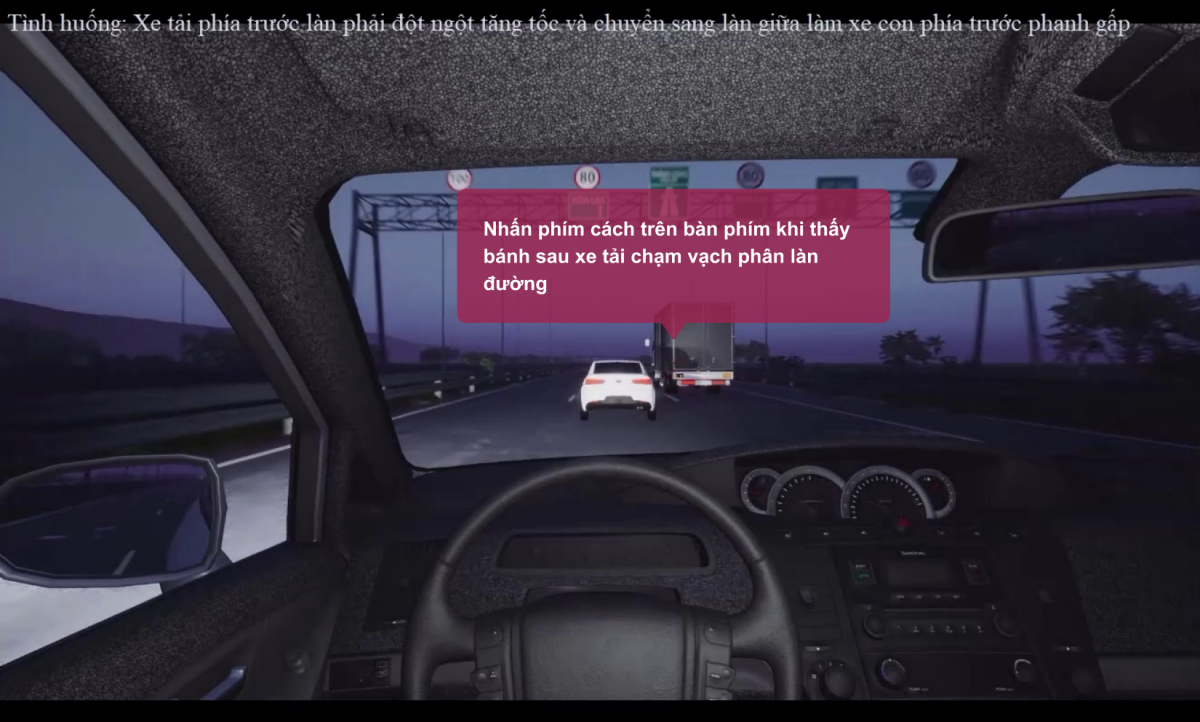 Tình huống: Xe tải phía trước làn phải đột ngột tăng tốc và chuyển sang làn giữa làm xe con phía trước phanh gấp
100
80
80
Nhấn phím cách trên bàn phím khi thấy
bánh sau xe tải chạm vạch phân làn
đường